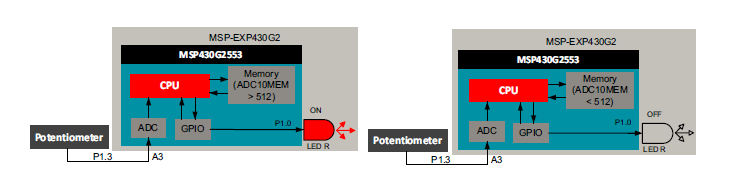 MSP-EXP430G2
MSP430G2553
CPU
Memory
(ADC10MEM
> 512)
ON
ADC
GPIO
P1.0
Potentiometer
LED R
P1.3
A3
MSP-EXP430G2
MSP430G2553
CPU
Memory
(ADC10MEM
< 512)
OFF
ADC
GPIO
P1.0
Potentiometer
LED R
P1.3
A3